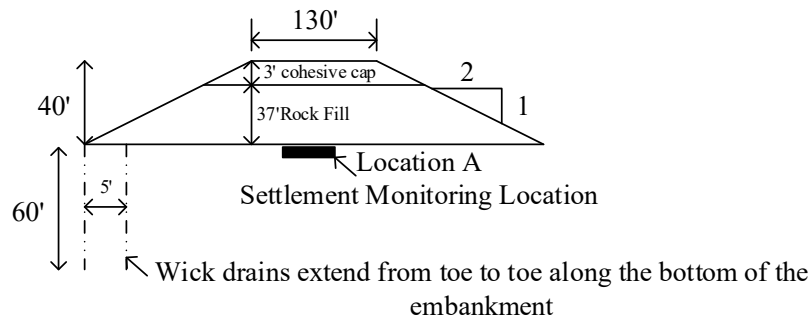 130'
3' cohesive cap
2
1
40'
37'Rock Fill
Location A
Settlement Monitoring Location
5'
60'
Wick drains extend from toe to toe along the bottom of the
embankment